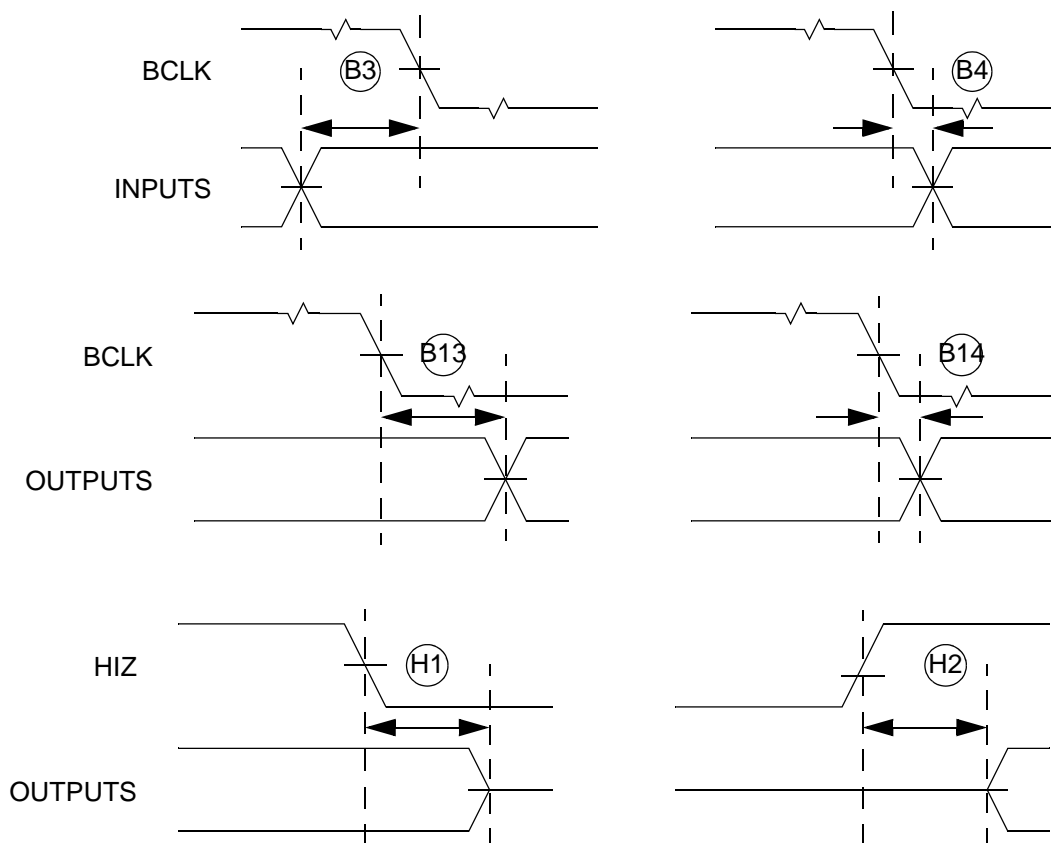 BCLK
B3
B4
INPUTS
BCLK
B13
B14
OUTPUTS
HIZ
H1
H2
OUTPUTS